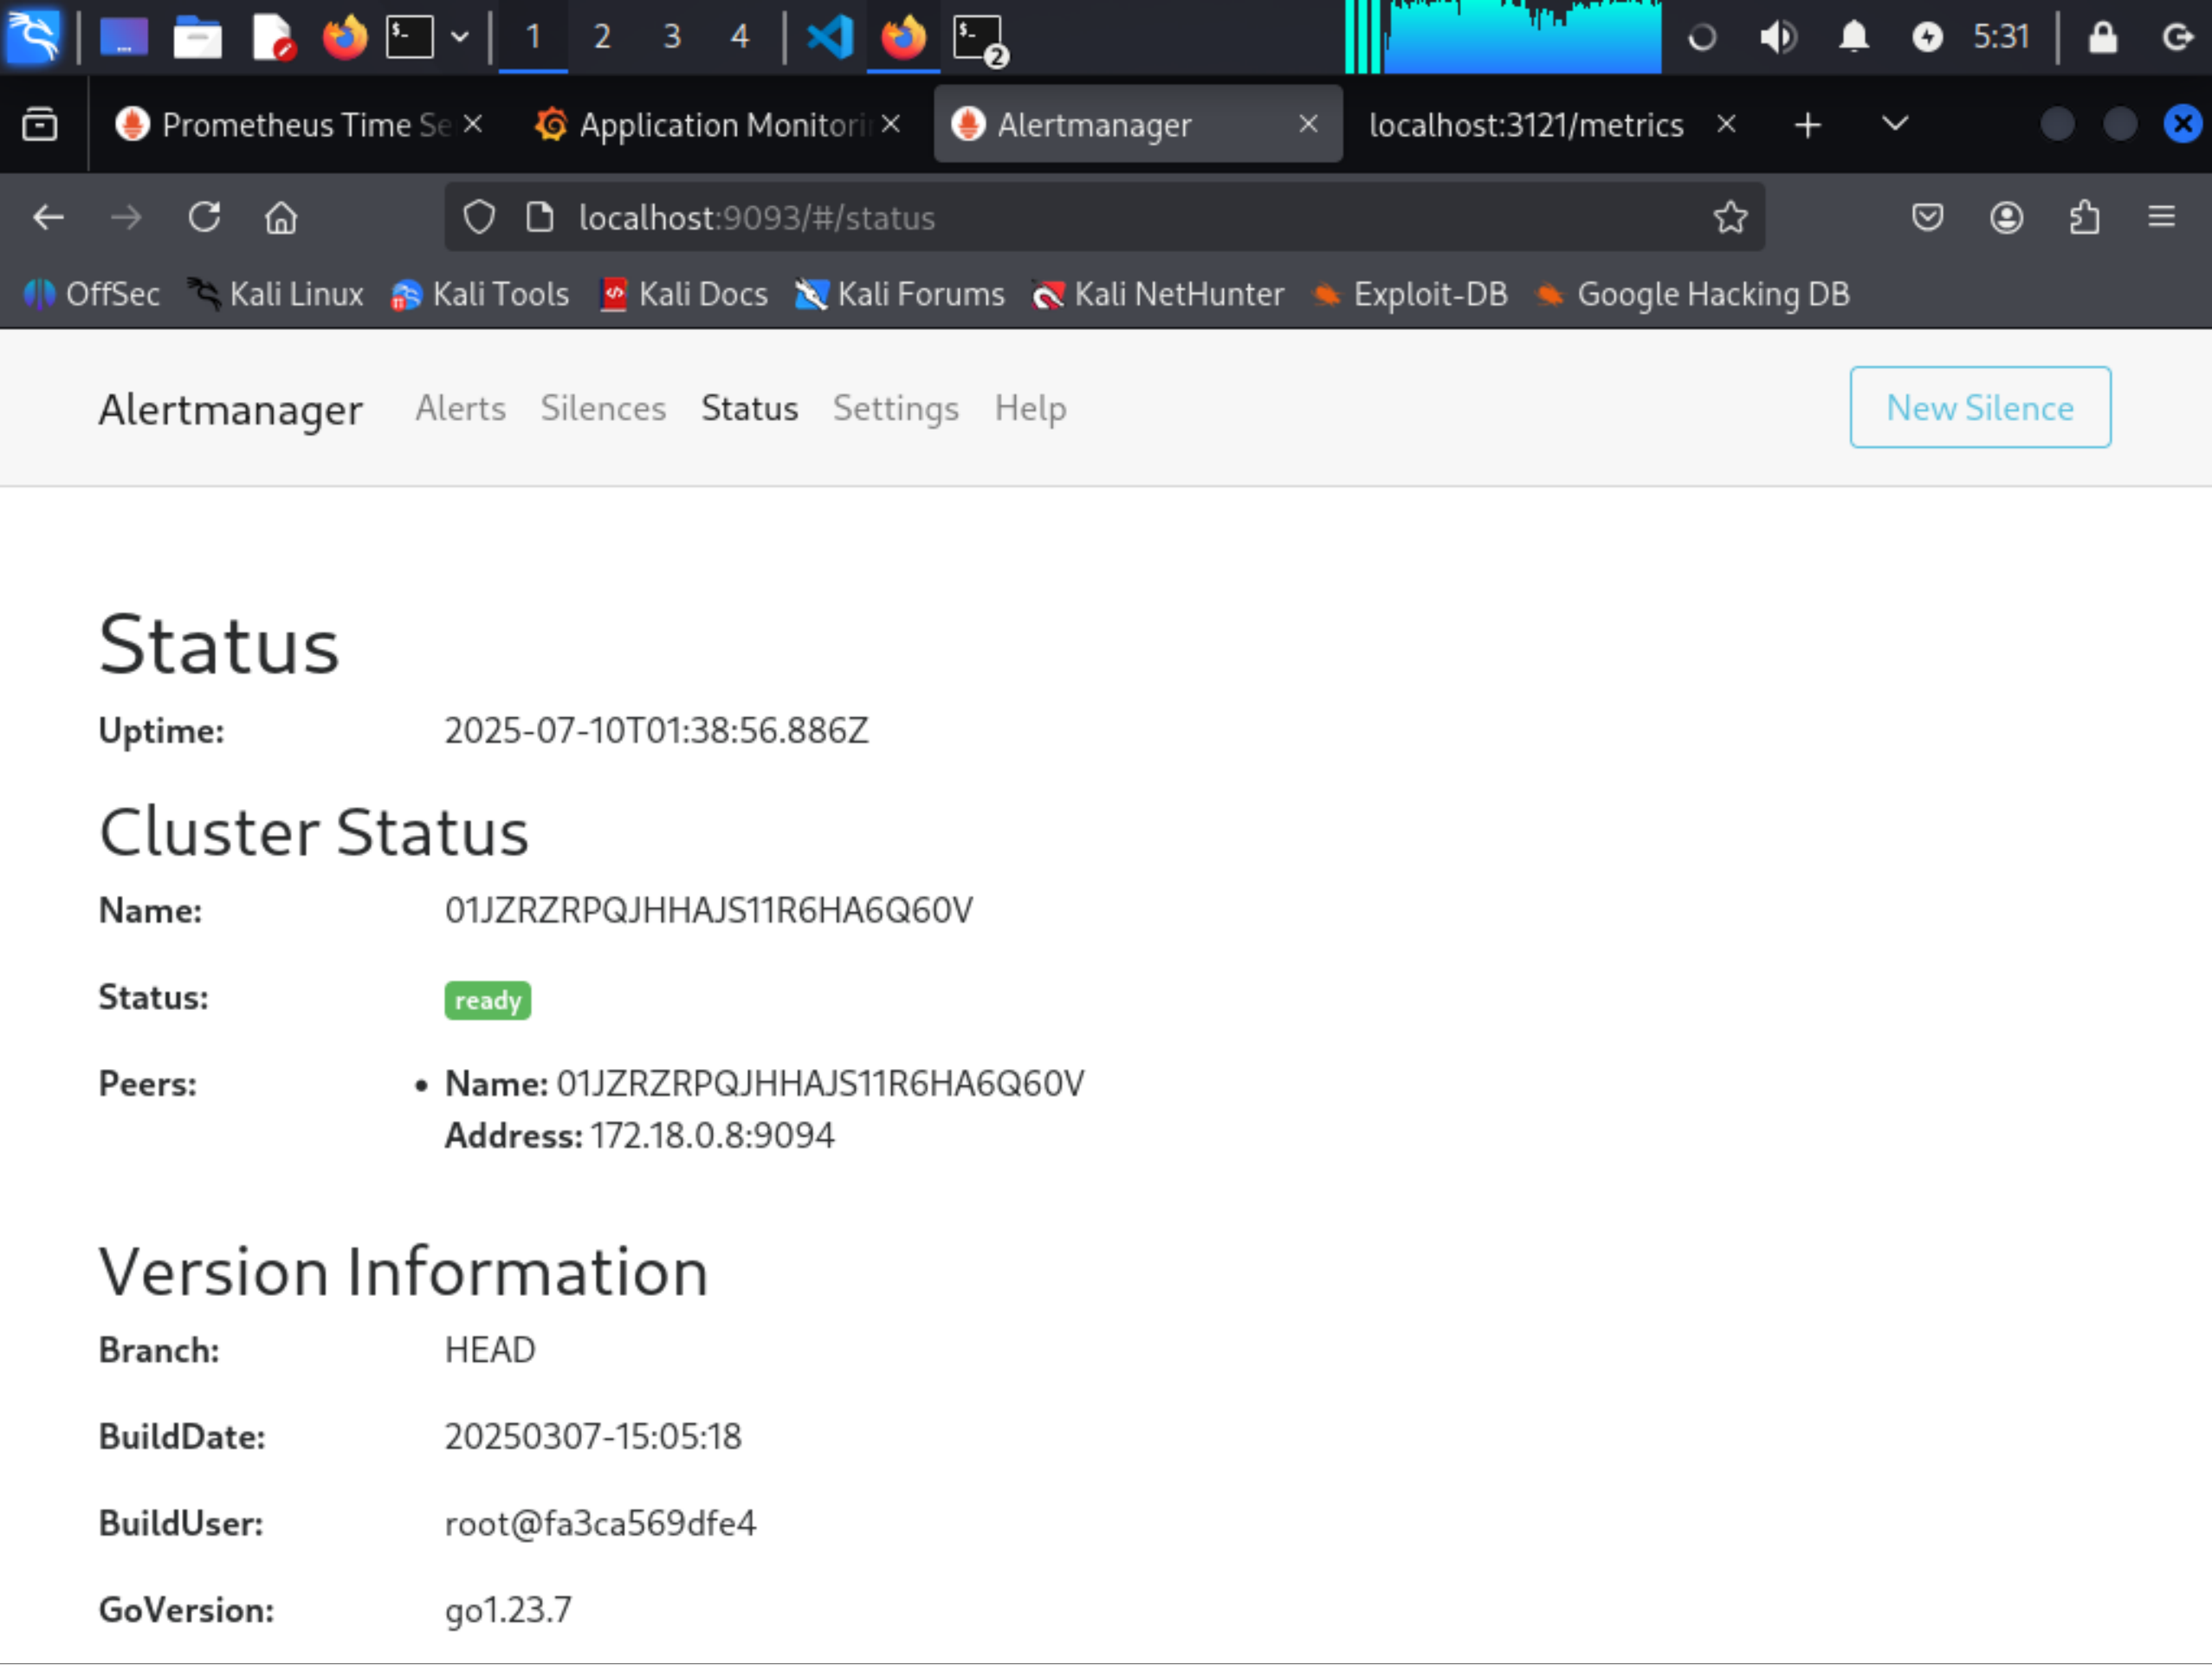 1 2 3 4 $- 2 5:31
Prometheus Time Se Application Monitori Alertmanager localhost:3121/metrics
localhost:9093/#/status
OffSec Kali Linux Kali Tools Kali Docs Kali Forums Kali NetHunter Exploit-DB Google Hacking DB
Alertmanager Alerts Silences Status Settings Help New Silence
Status
Uptime: 2025-07-10T01:38:56.886Z
Cluster Status
Name: 01JZRZRPQJHHAJS11R6HA6Q60V
Status: ready
Peers: • Name: 01JZRZRPQJHHAJS11R6HA6Q60V
Address: 172.18.0.8:9094
Version Information
Branch: HEAD
BuildDate: 20250307-15:05:18
BuildUser: root@fa3ca569dfe4
GoVersion: go1.23.7